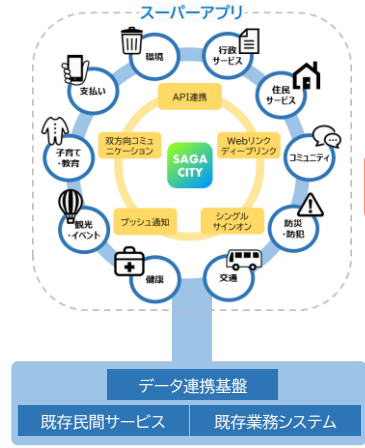 スーパーアプリ
環境
行政
サービス
住民
サービス
コミュニティ
防災
・防犯
交通
健康
観光
・イベント
子育て
・教育
支払い
API連携
Webリンク
ディープリンク
シングル
サインオン
プッシュ通知
双方向コミュ
ニケーション
SAGA
CITY
データ連携基盤
既存民間サービス
既存業務システム